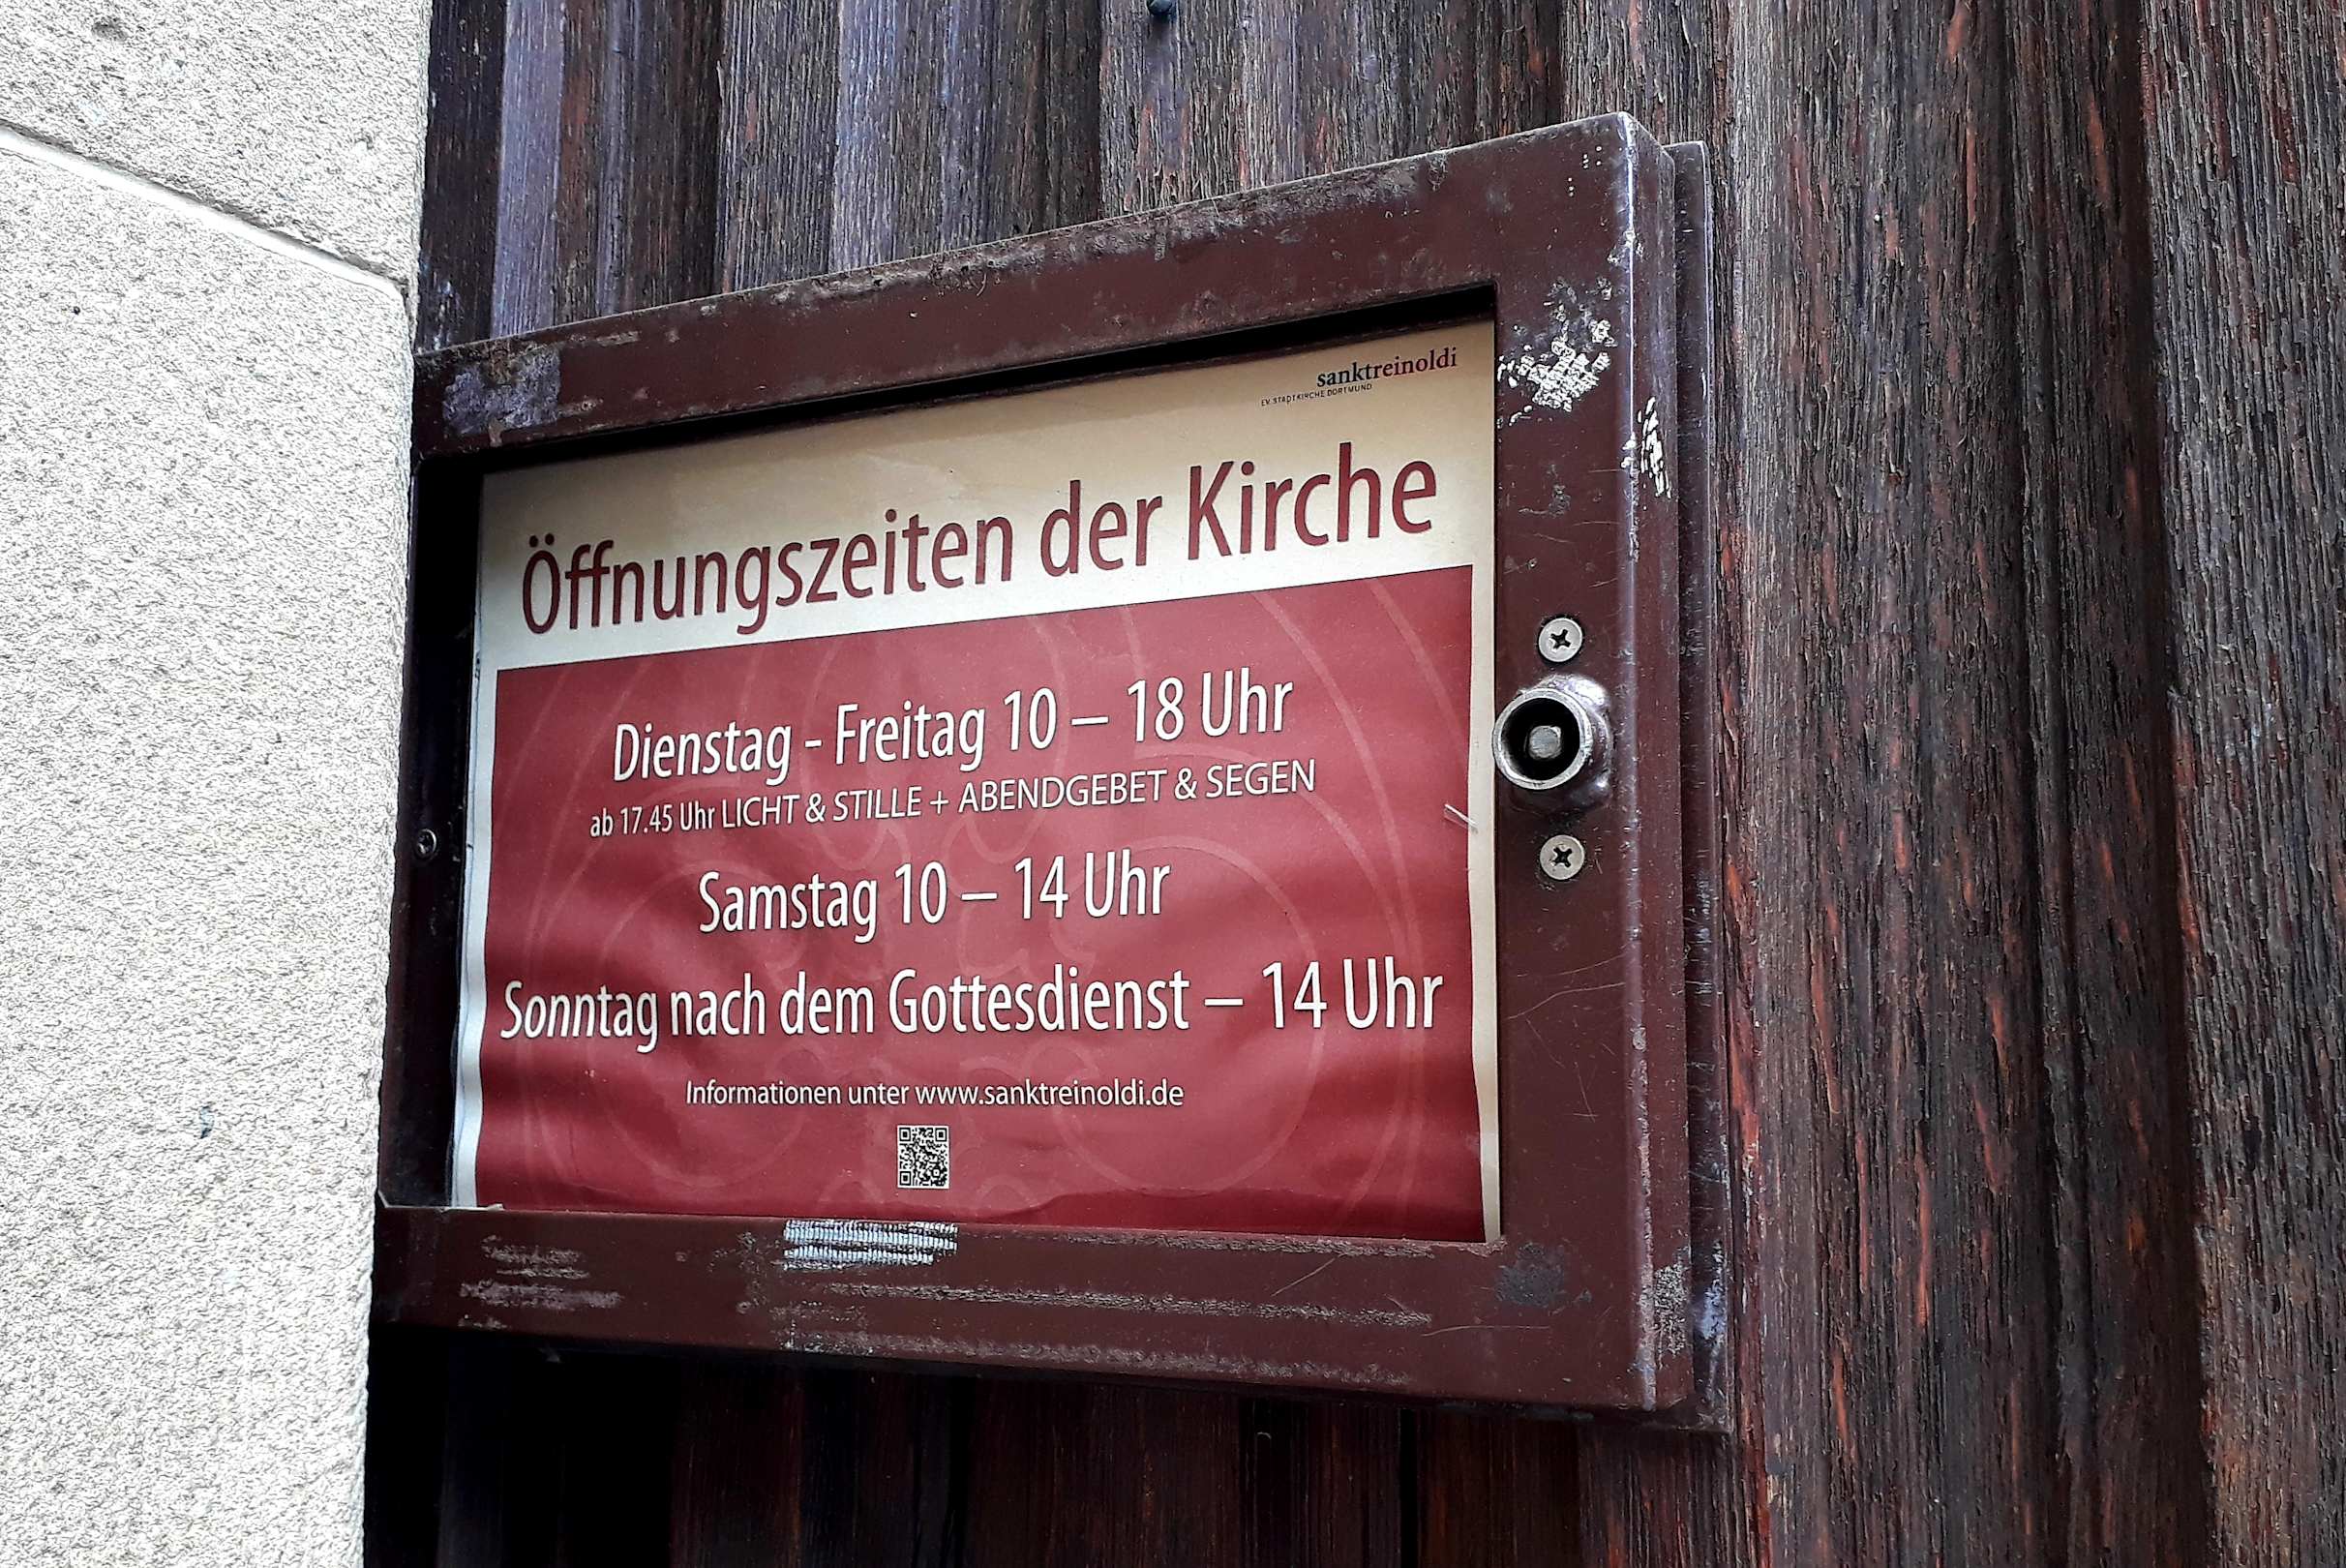 sanktreinoldi
EV. STADTKIRCHE DORTMUND
Öffnungszeiten der Kirche
Dienstag - Freitag 10 – 18 Uhr
ab 17.45 Uhr LICHT & STILLE + ABENDGEBET & SEGEN
Samstag 10 – 14 Uhr
Sonntag nach dem Gottesdienst – 14 Uhr
Informationen unter www.sanktreinoldi.de